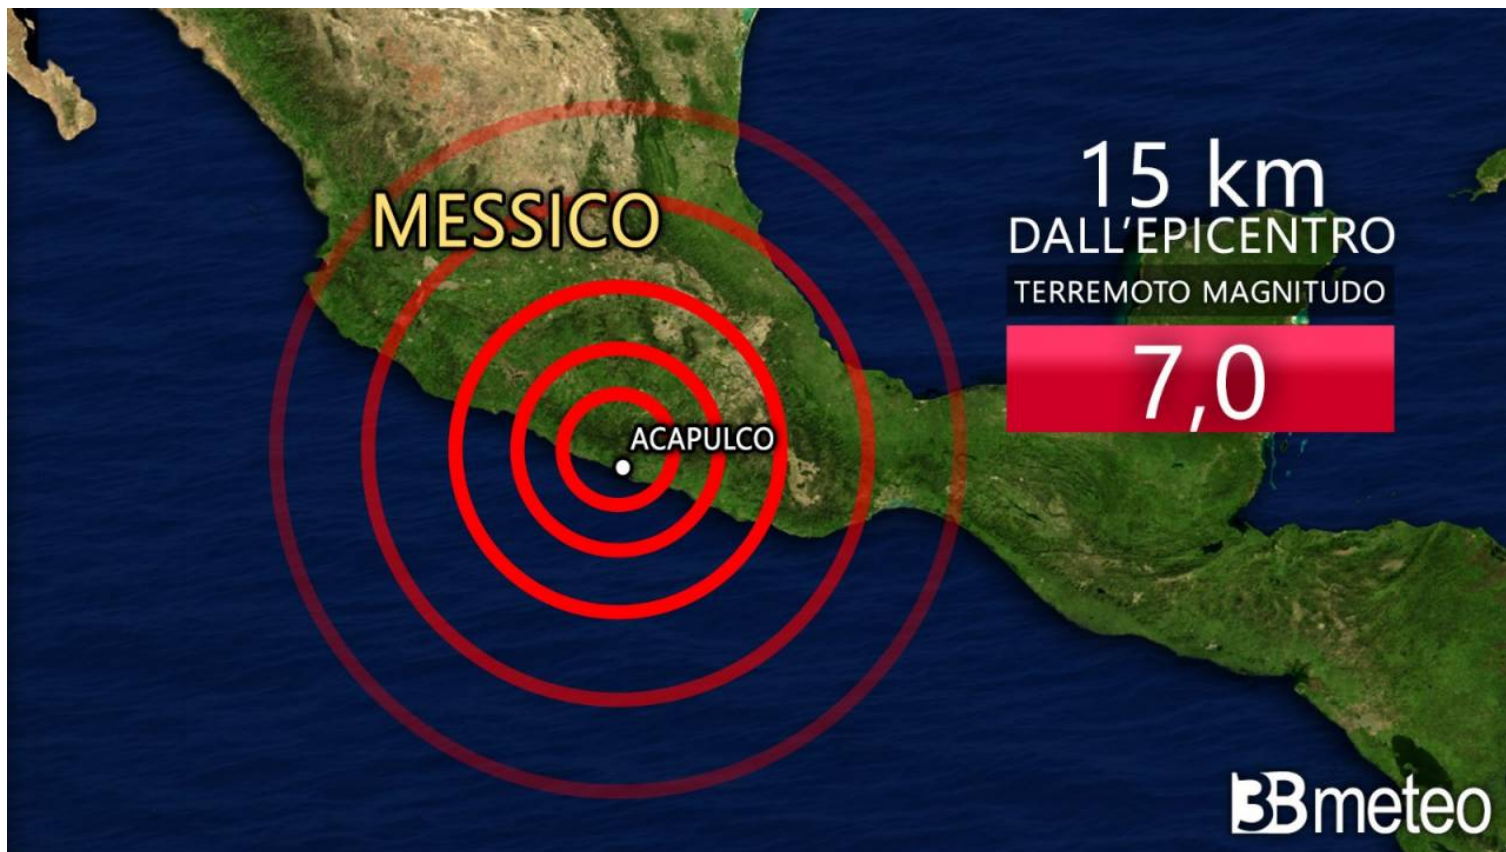 MESSICO
ACAPULCO
15 km
DALL'EPICENTRO
TERREMOTO MAGNITUDO
7,0
3Bmeteo